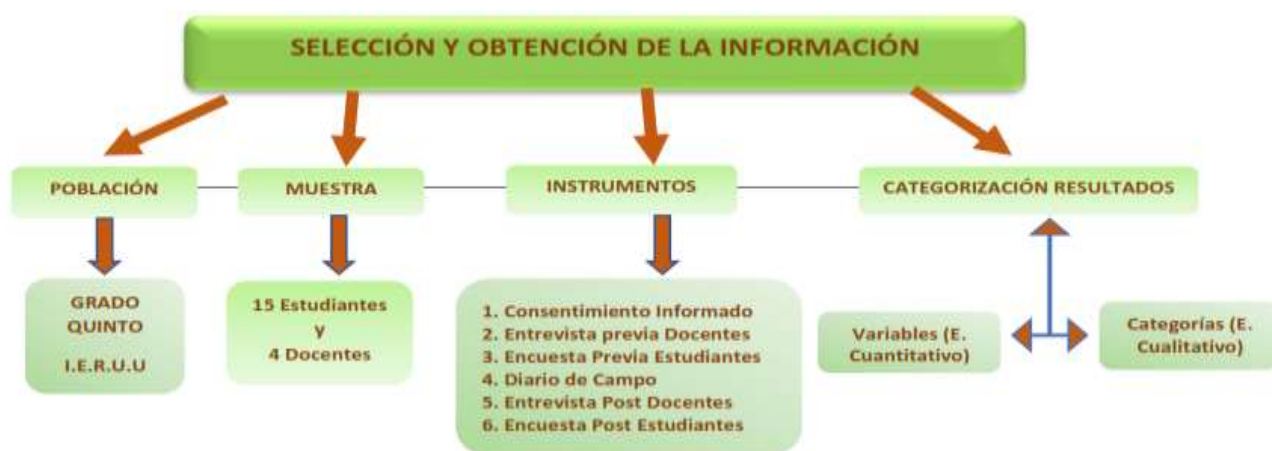 SELECCIÓN Y OBTENCIÓN DE LA INFORMACIÓN
POBLACIÓN
MUESTRA
INSTRUMENTOS
CATEGORIZACIÓN RESULTADOS
GRADO
QUINTO
I.E.R.U.U
15 Estudiantes
y
4 Docentes
1. Consentimiento Informado
2. Entrevista previa Docentes
3. Encuesta Previa Estudiantes
4. Diario de Campo
5. Entrevista Post Docentes
6. Encuesta Post Estudiantes
Variables (E.
Cuantitativo)
Categorías (E.
Cualitativo)